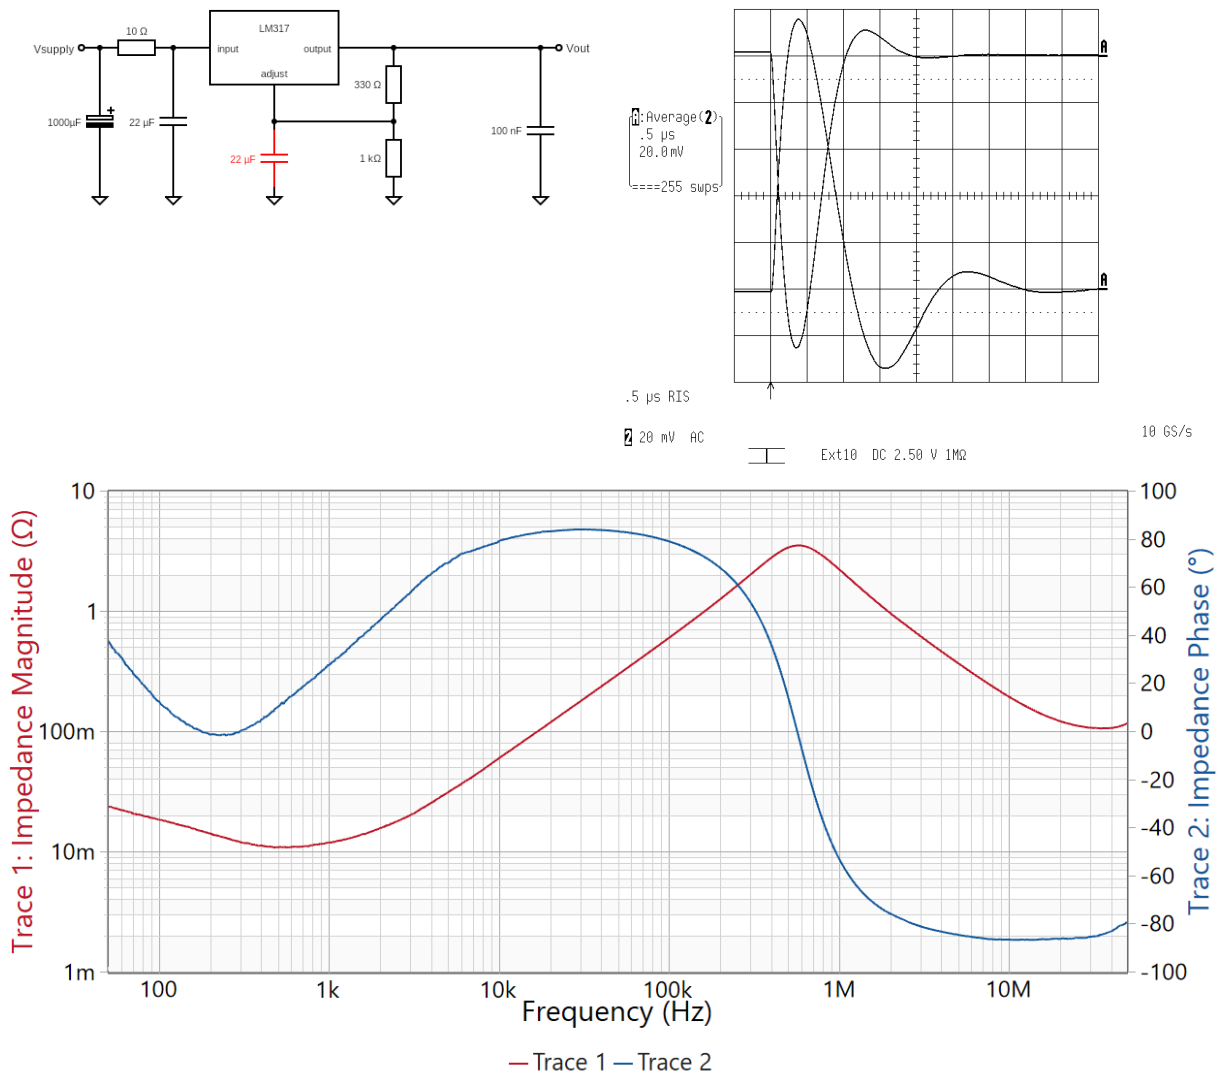 LM317
10 Ω
Vsupply
input
output
Vout
adjust
330 Ω
+
1000µF
22 µF
100 nF
22 µF
1 kΩ
A
1:Average(2)
.5 µs
20.0mV
====255 swps
A
.5 µs RIS
2 20 mV AC
10 GS/s
Ext10 DC 2.50 V 1MΩ
Trace 1: Impedance Magnitude (Ω)
10
1
100m
10m
1m
100
80
60
40
20
0
-20
-40
-60
-80
-100
Trace 2: Impedance Phase (°)
100
1k
10k
100k
1M
10M
Frequency (Hz)
Trace 1
Trace 2